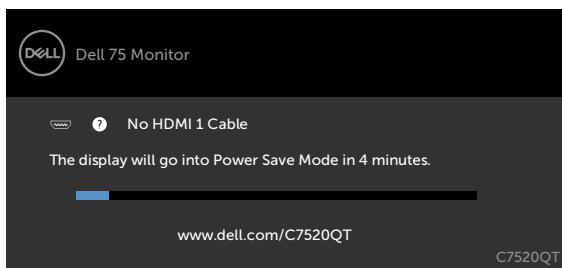 DELL
Dell 75 Monitor
? No HDMI 1 Cable
The display will go into Power Save Mode in 4 minutes.
www.dell.com/C7520QT
C7520QT